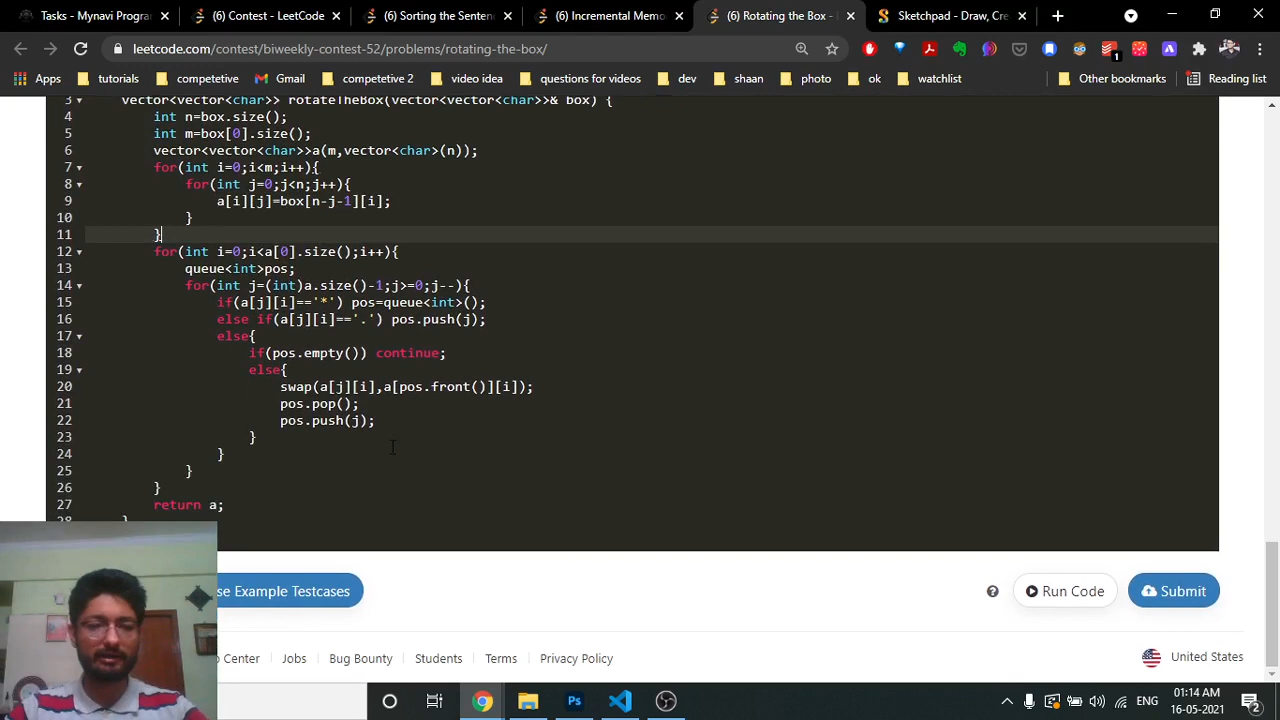 Tasks - Mynavi Progra
(6) Contest - LeetCode
(6) Sorting the Senten
(6) Incremental Memo
(6) Rotating the Box - L
Sketchpad - Draw, Cre
leetcode.com/contest/biweekly-contest-52/problems/rotating-the-box/
1
Apps
tutorials
competetive
Gmail
competetive 2
video idea
questions for videos
dev
shaan
photo
ok
watchlist
Other bookmarks
Reading list
3 vector<vector<char>> rotateTheBox(vector<vector<char>>& box) {
4 int n=box.size();
5 int m=box[0].size();
6 vector<vector<char>>a(m,vector<char>(n));
7 for(int i=0;i<m;i++){
8 for(int j=0;j<n;j++){
9 a[i][j]=box[n-j-1][i];
10 }
11 }
12 for(int i=0;i<a[0].size();i++){
13 queue<int>pos;
14 for(int j=(int)a.size()-1;j>=0;j--){
15 if(a[j][i]=='*') pos=queue<int>();
16 else if(a[j][i]=='.') pos.push(j);
17 else{
18 if(pos.empty()) continue;
19 else{
20 swap(a[j][i],a[pos.front()][i]);
21 pos.pop();
22 pos.push(j);
23 }
24 }
25 }
26 }
27 return a;
28 }
se Example Testcases
Run Code
Submit
p Center
Jobs
Bug Bounty
Students
Terms
Privacy Policy
United States
ENG
01:14 AM
16-05-2021
2